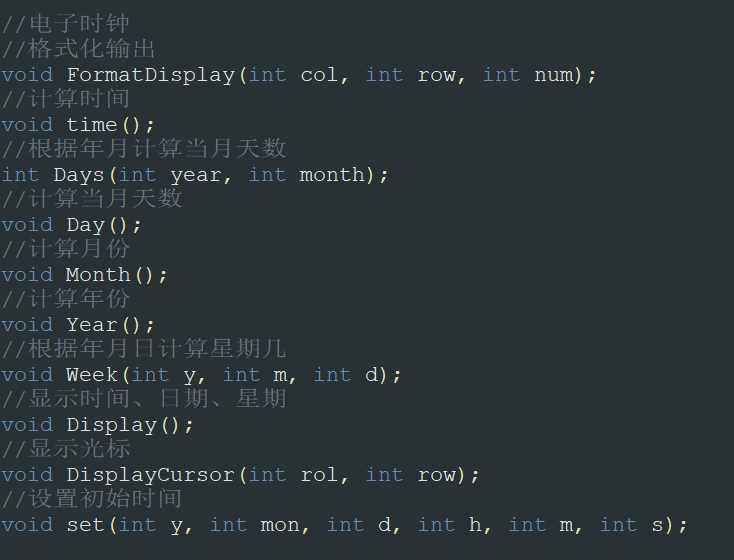 //电子时钟
//格式化输出
void FormatDisplay(int col, int row, int num);
//计算时间
void time();
//根据年月计算当月天数
int Days(int year, int month);
//计算当月天数
void Day();
//计算月份
void Month();
//计算年份
void Year();
//根据年月日计算星期几
void Week(int y, int m, int d);
//显示时间、日期、星期
void Display();
//显示光标
void DisplayCursor(int rol, int row);
//设置初始时间
void set(int y, int mon, int d, int h, int m, int s);